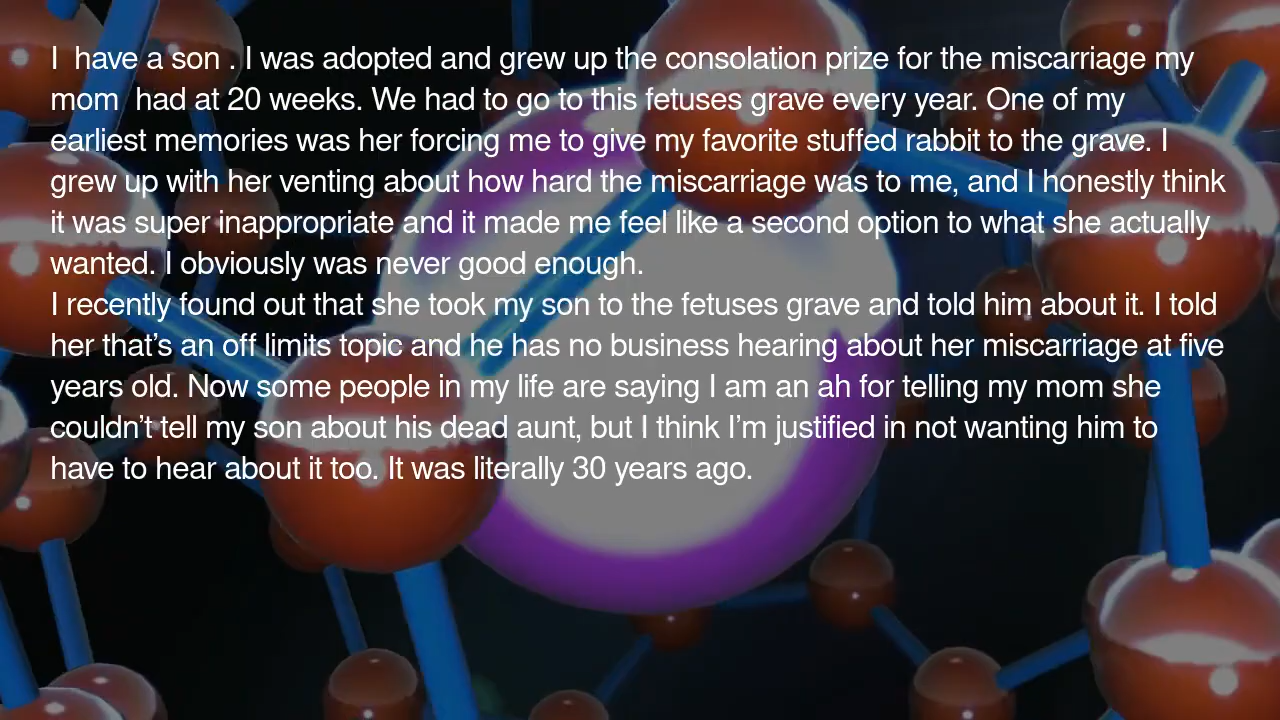 I  have a son . I was adopted and grew up the consolation prize for the miscarriage my
mom  had at 20 weeks. We had to go to this fetuses grave every year. One of my
earliest memories was her forcing me to give my favorite stuffed rabbit to the grave. I
grew up with her venting about how hard the miscarriage was to me, and I honestly think
it was super inappropriate and it made me feel like a second option to what she actually
wanted. I obviously was never good enough.
I recently found out that she took my son to the fetuses grave and told him about it. I told
her that’s an off limits topic and he has no business hearing about her miscarriage at five
years old. Now some people in my life are saying I am an ah for telling my mom she
couldn’t tell my son about his dead aunt, but I think I’m justified in not wanting him to
have to hear about it too. It was literally 30 years ago.